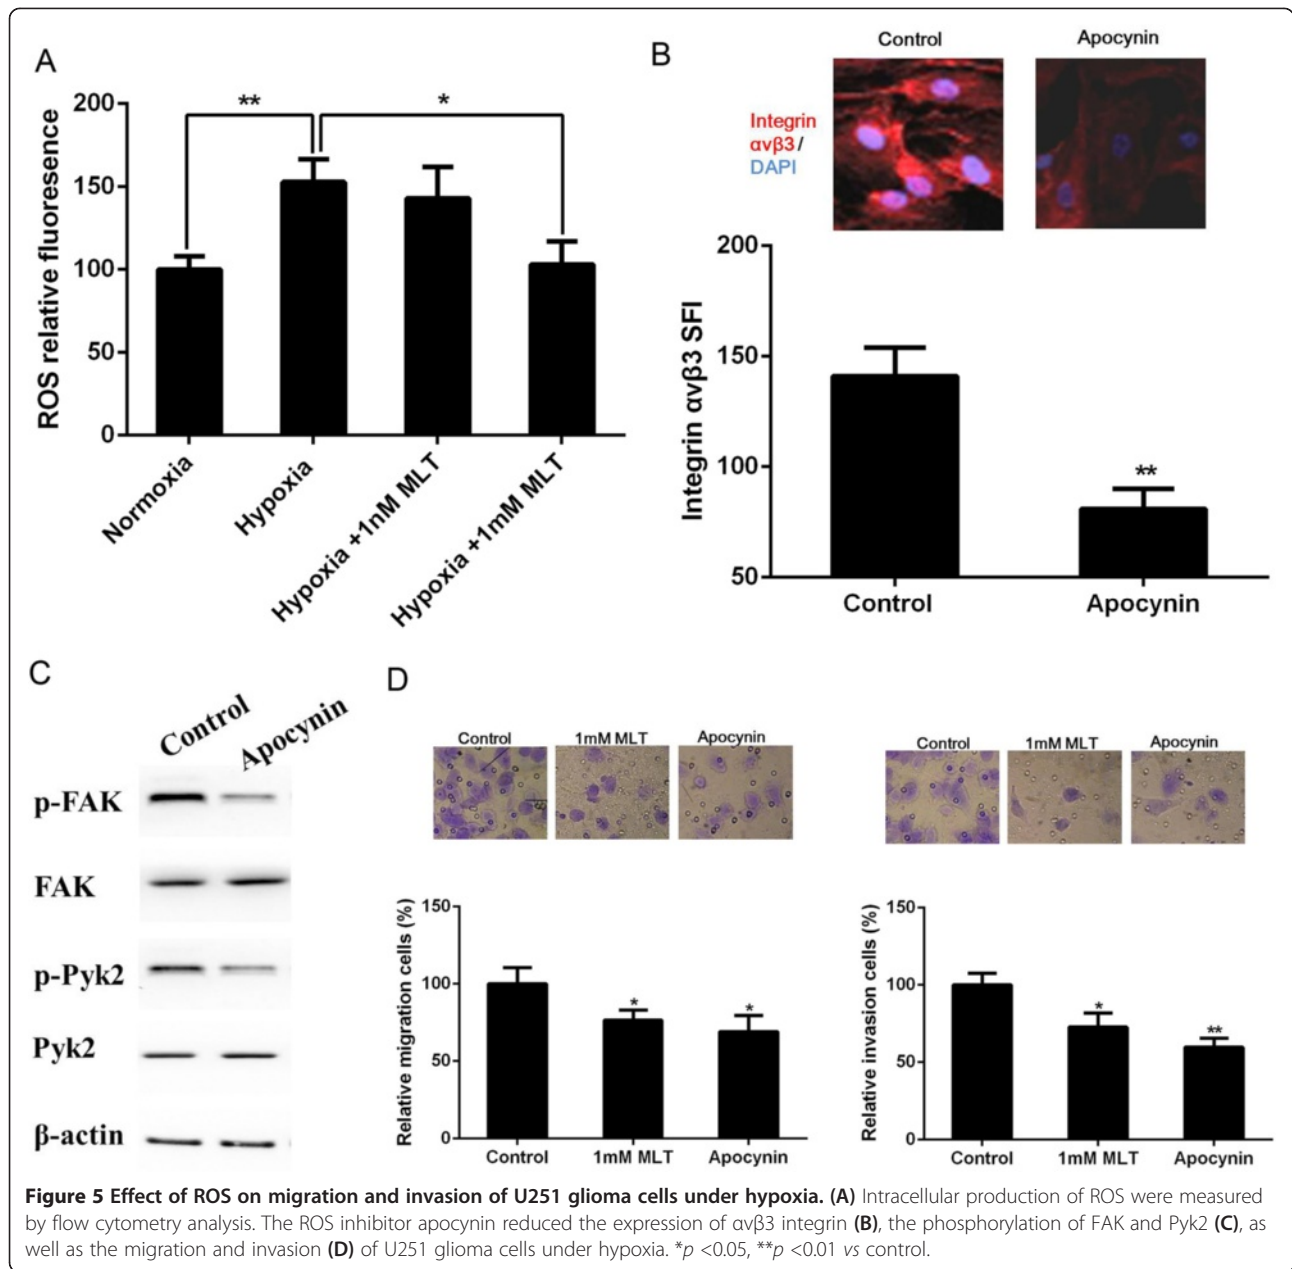 A
ROS relative fluoresence
200
150
100
50
0
**
*
Normoxia
Hypoxia
Hypoxia +1nM MLT
Hypoxia +1mM MLT
B
Control
Apocynin
Integrin
αvβ3/
DAPI
Integrin αvβ3 SFI
200
150
100
50
**
Control
Apocynin
C
Control
Apocynin
p-FAK
FAK
p-Pyk2
Pyk2
β-actin
D
Control
1mM MLT
Apocynin
Relative migration cells (%)
150
100
50
0
*
*
Control
1mM MLT
Apocynin
Control
1mM MLT
Apocynin
Relative invasion cells (%)
150
100
50
0
*
**
Control
1mM MLT
Apocynin
Figure 5 Effect of ROS on migration and invasion of U251 glioma cells under hypoxia. (A) Intracellular production of ROS were measured
by flow cytometry analysis. The ROS inhibitor apocynin reduced the expression of αvβ3 integrin (B), the phosphorylation of FAK and Pyk2 (C), as
well as the migration and invasion (D) of U251 glioma cells under hypoxia. *p <0.05, **p <0.01 vs control.